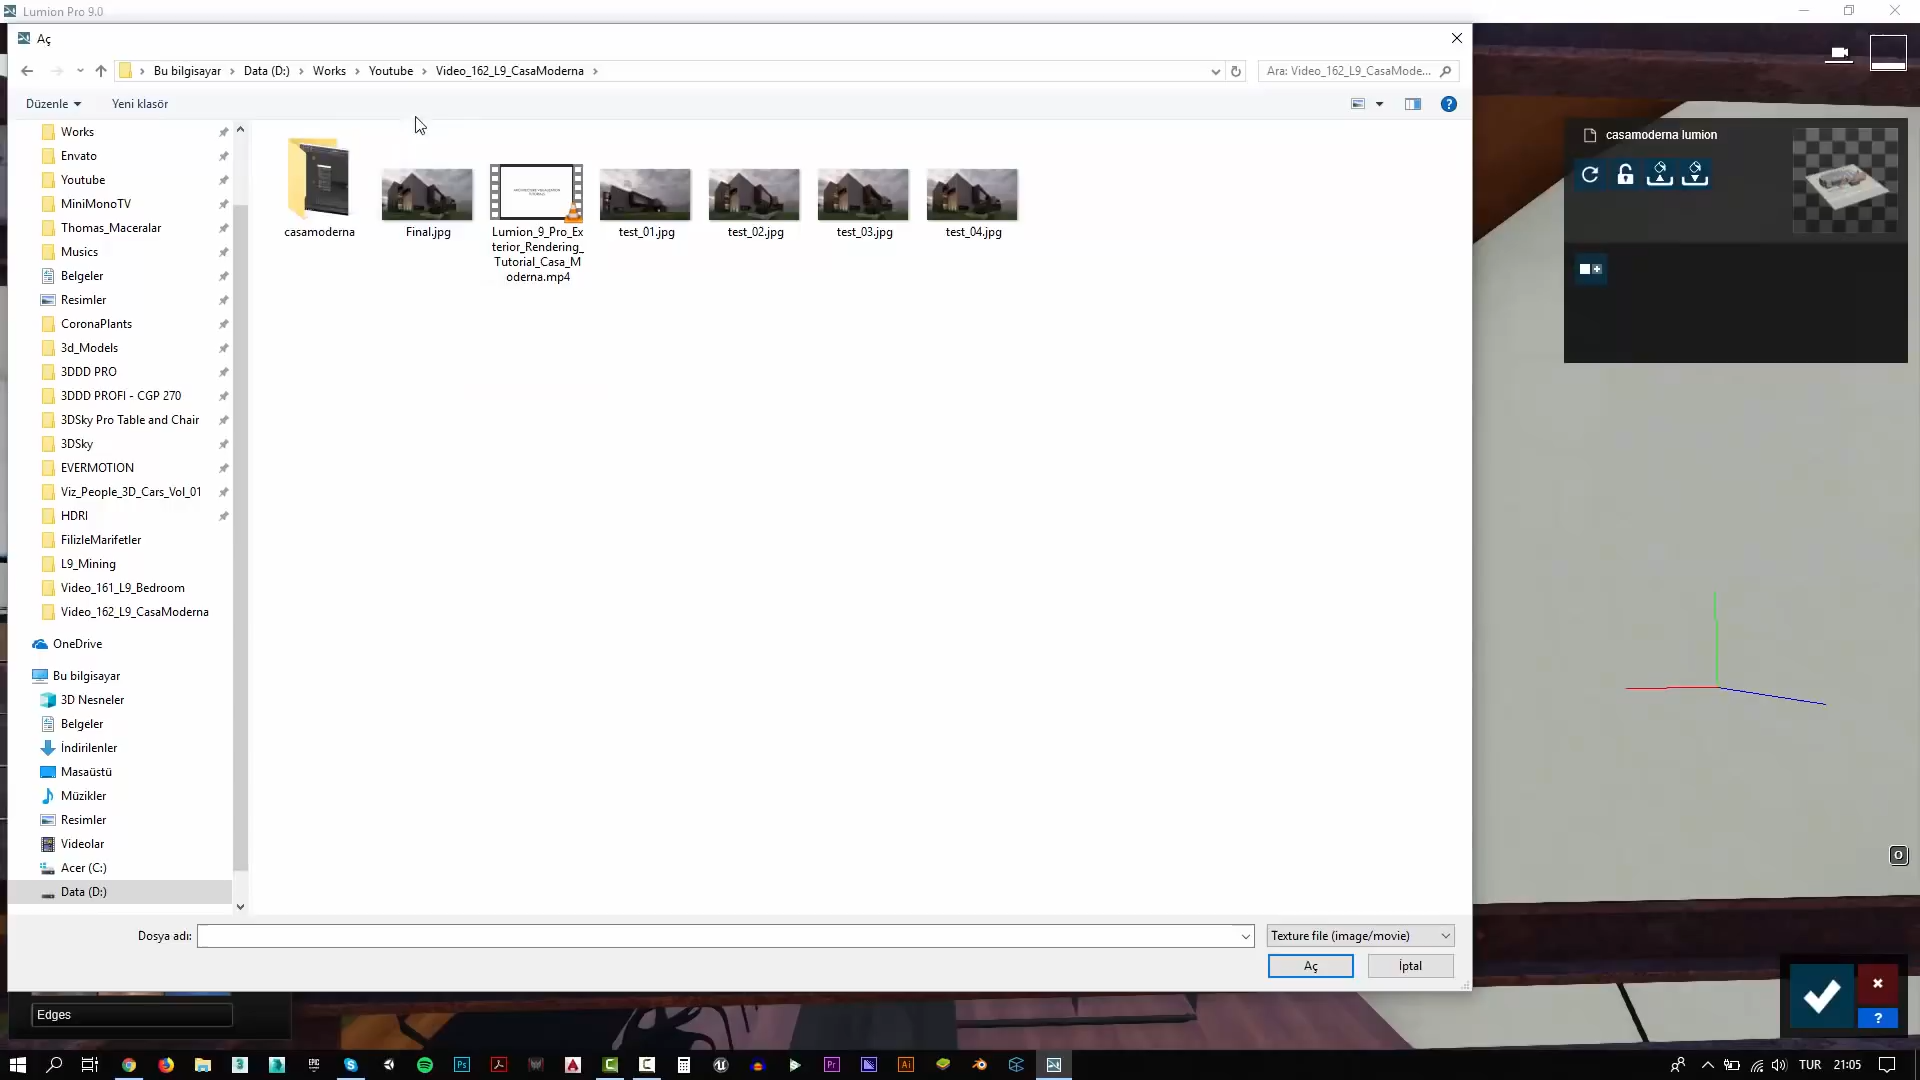 Lumion Pro 9.0
Aç
Bu bilgisayar
Data (D:)
Works
Youtube
Video_162_L9_CasaModerna
Ara: Video_162_L9_CasaMode...
Düzenle
Yeni klasör
?
Works
Envato
Youtube
MiniMonoTV
Thomas_Maceralar
Musics
Belgeler
Resimler
CoronaPlants
3d_Models
3DDD PRO
3DDD PROFI - CGP 270
3DSky Pro Table and Chair
3DSky
EVERMOTION
Viz_People_3D_Cars_Vol_01
HDRI
FilizleMarifetler
L9_Mining
Video_161_L9_Bedroom
Video_162_L9_CasaModerna
OneDrive
Bu bilgisayar
3D Nesneler
Belgeler
İndirilenler
Masaüstü
Müzikler
Resimler
Videolar
Acer (C:)
Data (D:)
casamoderna
Final.jpg
Lumion_9_Pro_Ex
terior_Rendering_
Tutorial_Casa_M
oderna.mp4
test_01.jpg
test_02.jpg
test_03.jpg
test_04.jpg
Dosya adı:
Texture file (image/movie)
Aç
İptal
casamoderna lumion
O
?
Edges
Ps
Pr
Ai
TUR
21:05